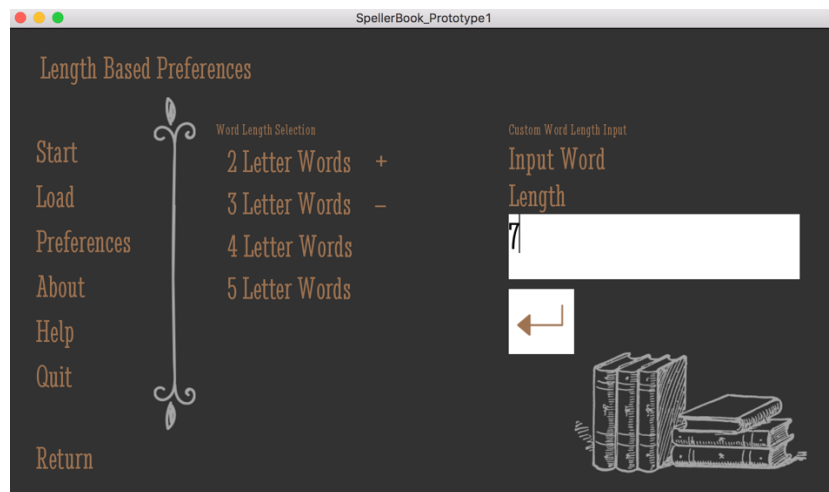 SpellerBook_Prototype1
Length Based Preferences
Start
Load
Preferences
About
Help
Quit
Return
Word Length Selection
2 Letter Words +
3 Letter Words –
4 Letter Words
5 Letter Words
Custom Word Length Input
Input Word
Length
7